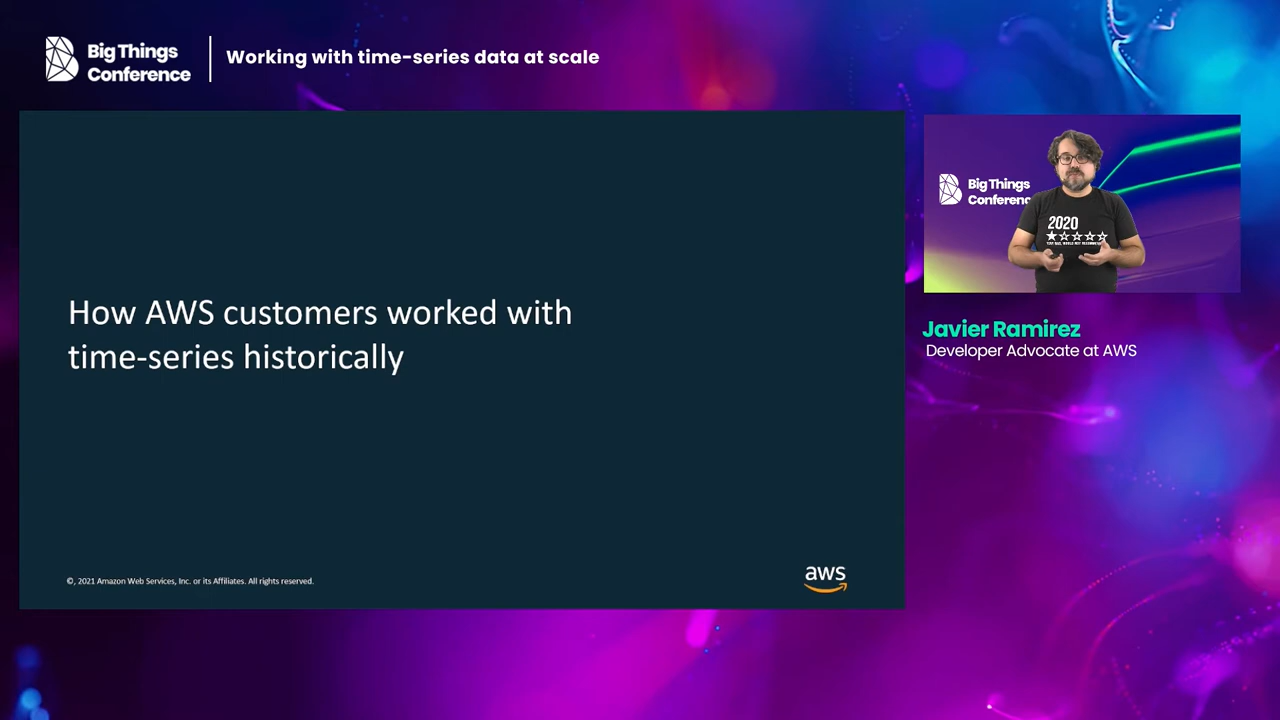 Big Things
Conference
Working with time-series data at scale
Big Things
Conferenc
2020
How AWS customers worked with
time-series historically
Javier Ramirez
Developer Advocate at AWS
©, 2021 Amazon Web Services, Inc. or its Affiliates. All rights reserved.
aws